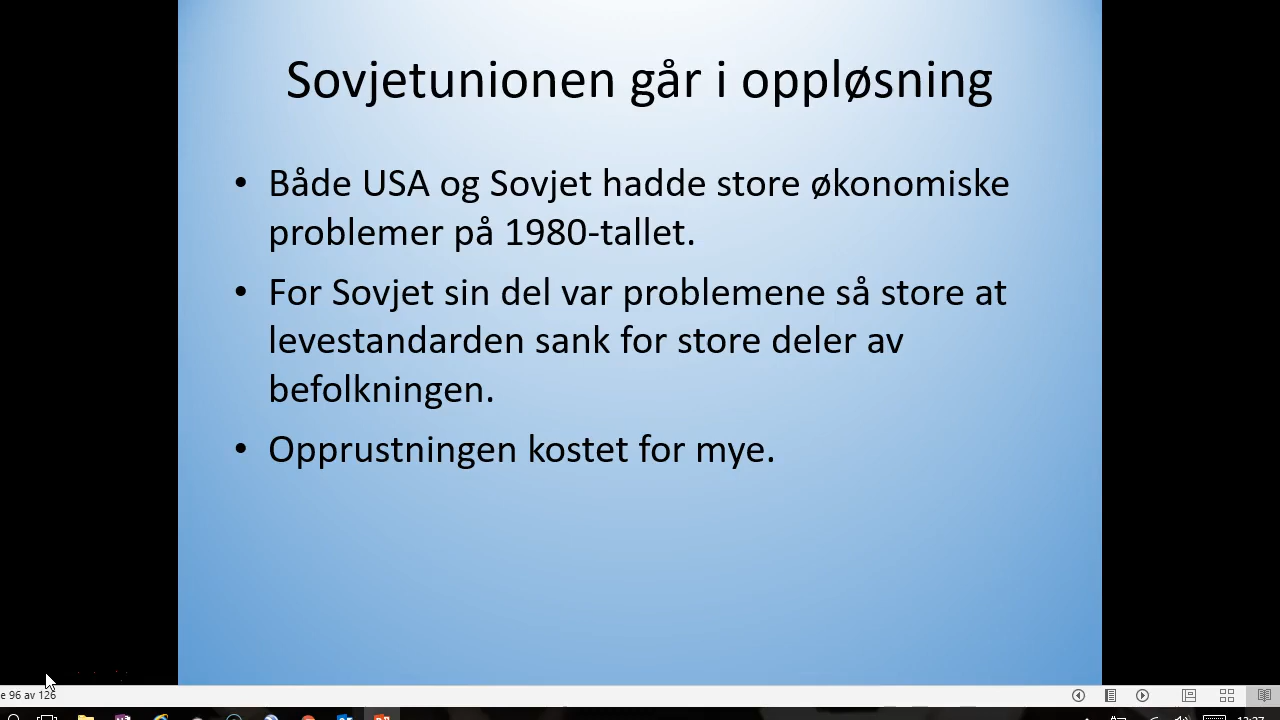 Sovjetunionen går i oppløsning
• Både USA og Sovjet hadde store økonomiske
problemer på 1980-tallet.
• For Sovjet sin del var problemene så store at
levestandarden sank for store deler av
befolkningen.
• Opprustningen kostet for mye.
e 96 av 126